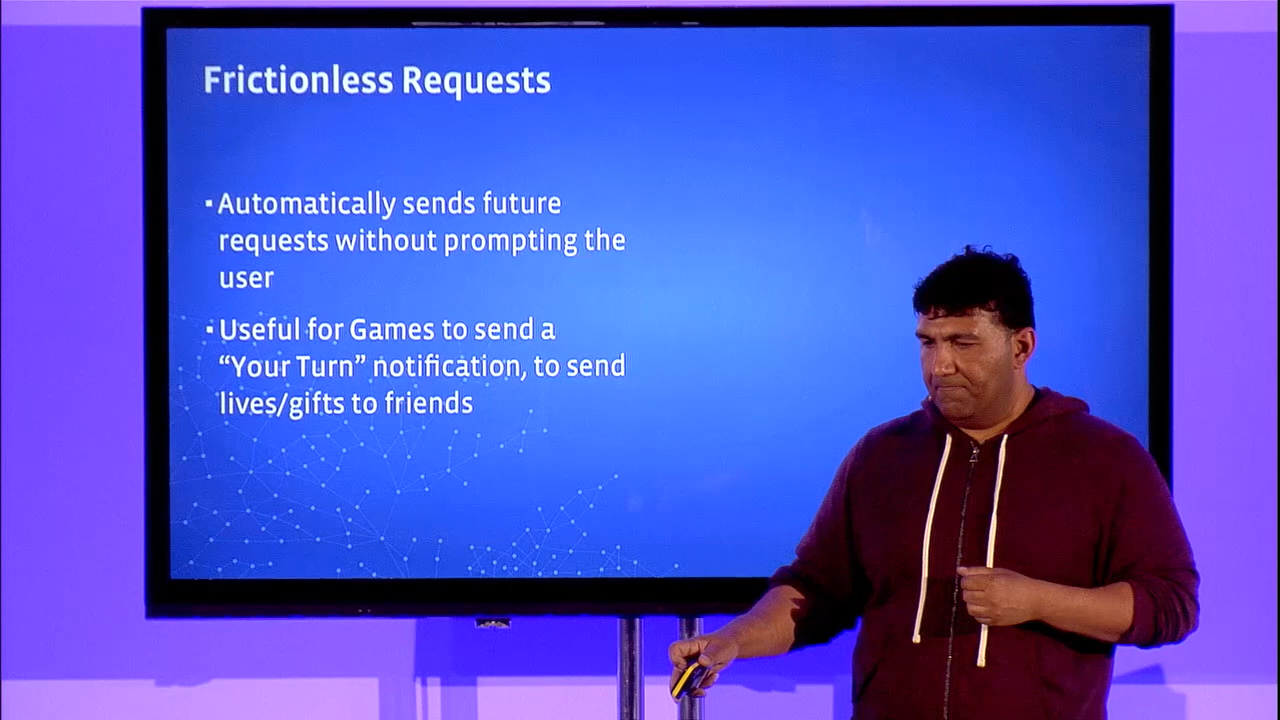 Frictionless Requests
▪ Automatically sends future
requests without prompting the
user
▪ Useful for Games to send a
“Your Turn” notification, to send
lives/gifts to friends